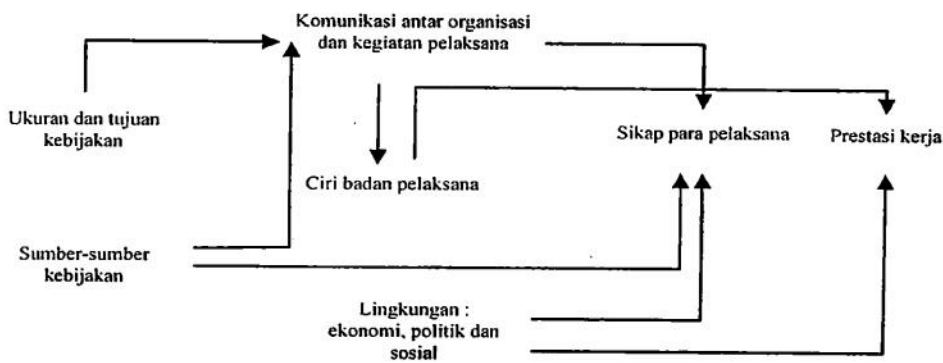 Komunikasi antar organisasi
dan kegiatan pelaksana
Ukuran dan tujuan
kebijakan
Sikap para pelaksana
Prestasi kerja
Ciri badan pelaksana
Sumber-sumber
kebijakan
Lingkungan :
ekonomi, politik dan
sosial